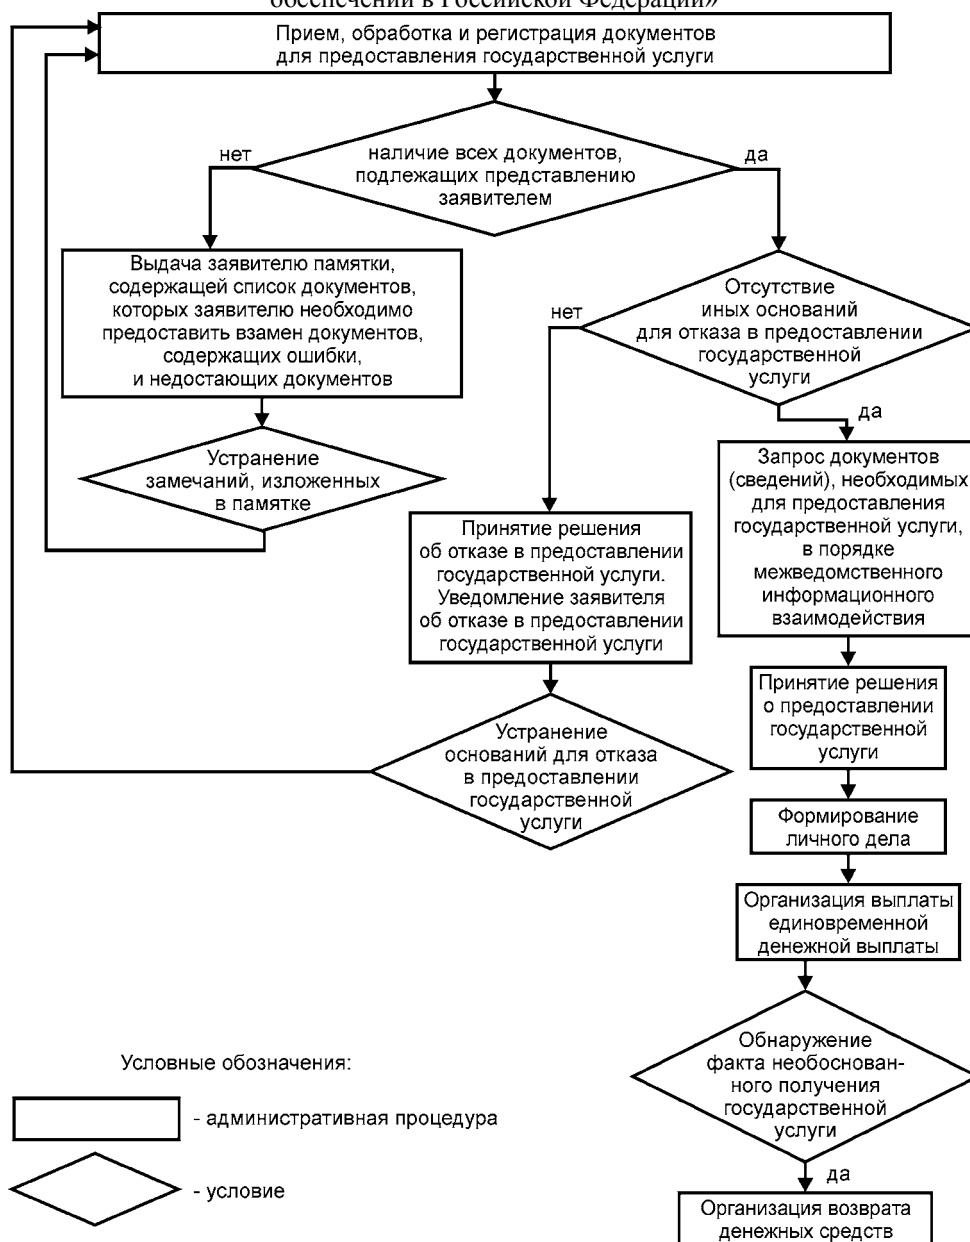 обеспечении в Российской Федерации»
Прием, обработка и регистрация документов
для предоставления государственной услуги
нет
наличие всех документов,
подлежащих представлению
заявителем
да
Выдача заявителю памятки,
содержащей список документов,
которых заявителю необходимо
предоставить взамен документов,
содержащих ошибки,
и недостающих документов
Отсутствие
иных оснований
для отказа в предоставлении
государственной
услуги
нет
да
Устранение
замечаний, изложенных
в памятке
Запрос документов
(сведений), необходимых
для предоставления
государственной услуги,
в порядке
межведомственного
информационного
взаимодействия
Принятие решения
об отказе в предоставлении
государственной услуги.
Уведомление заявителя
об отказе в предоставлении
государственной услуги
Принятие решения
о предоставлении
государственной
услуги
Устранение
оснований для отказа
в предоставлении
государственной
услуги
Формирование
личного дела
Организация выплаты
единовременной
денежной выплаты
Обнаружение
факта необоснован-
ного получения
государственной
услуги
да
Организация возврата
денежных средств
Условные обозначения:
- административная процедура
- условие